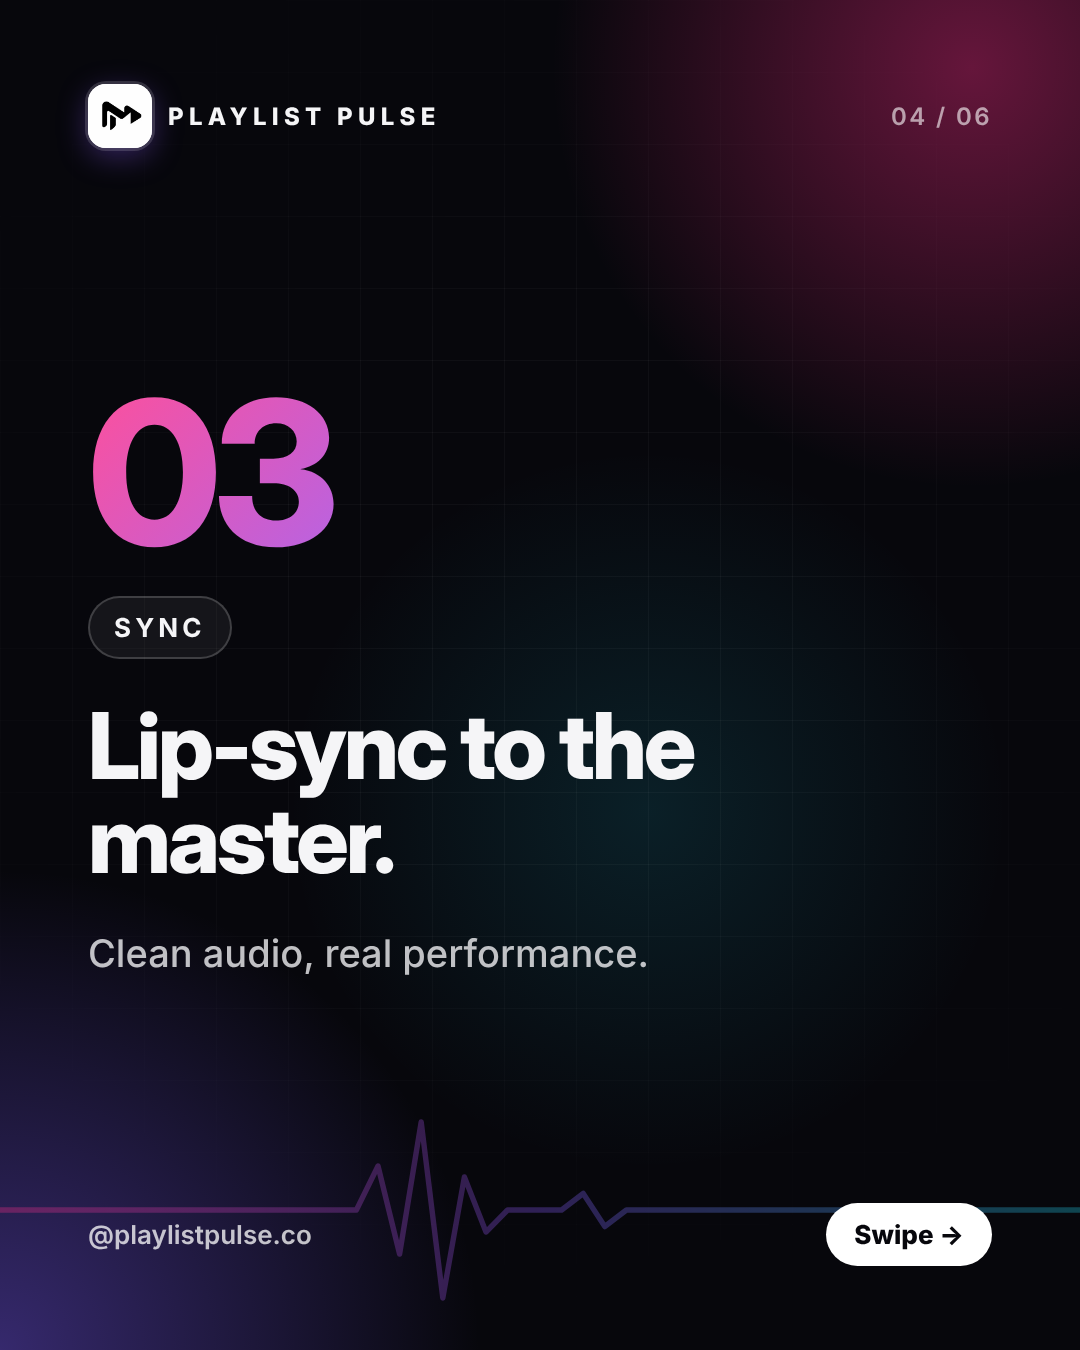 PLAYLIST PULSE
04 / 06
03
SYNC
Lip-sync to the
master.
Clean audio, real performance.
@playlistpulse.co
Swipe →